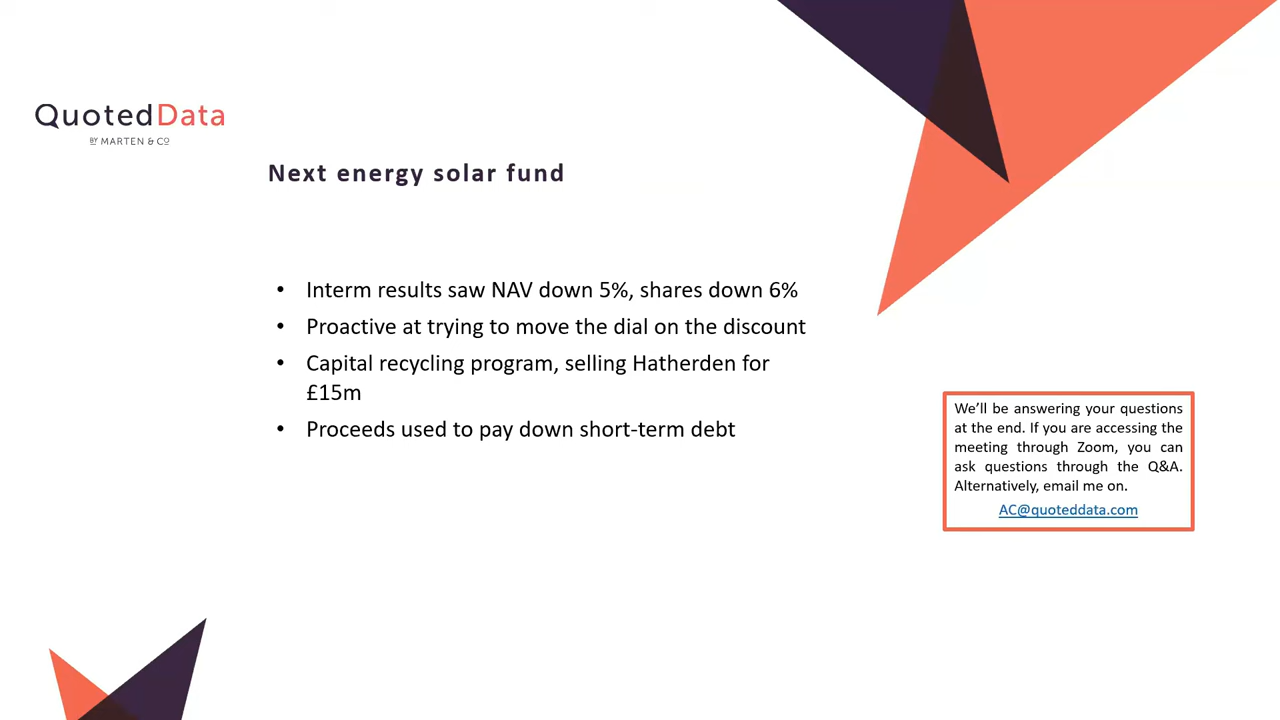 QuotedData
BY MARTEN & CO
Next energy solar fund
• Interm results saw NAV down 5%, shares down 6%
• Proactive at trying to move the dial on the discount
• Capital recycling program, selling Hatherden for
£15m
• Proceeds used to pay down short-term debt
We’ll be answering your questions
at the end. If you are accessing the
meeting through Zoom, you can
ask questions through the Q&A.
Alternatively, email me on.
AC@quoteddata.com